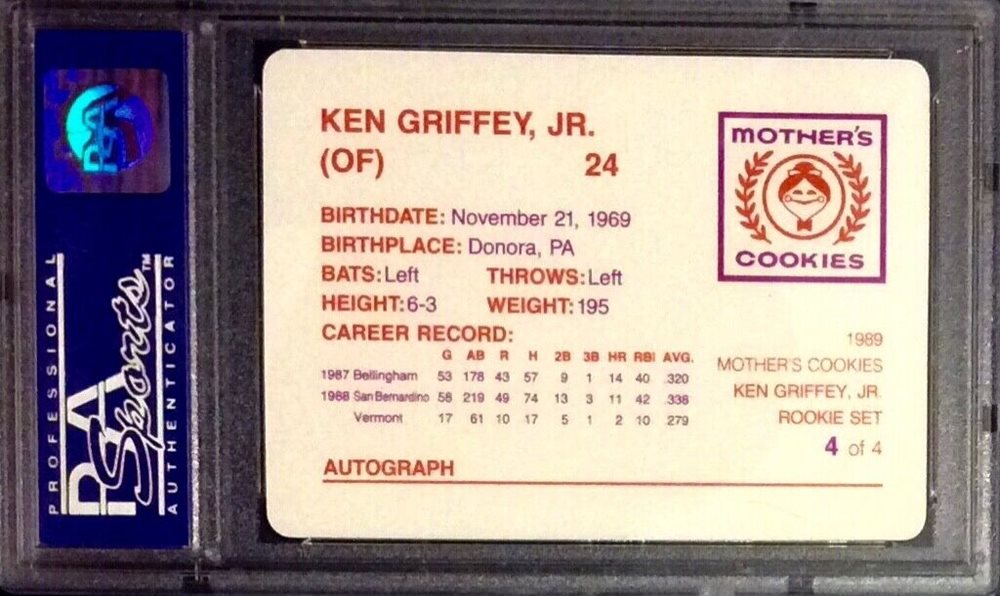 PSA
PROFESSIONAL
PSA
Sports™
AUTHENTICATOR
KEN GRIFFEY, JR.
(OF) 24
MOTHER'S
COOKIES
BIRTHDATE: November 21, 1969
BIRTHPLACE: Donora, PA
BATS: Left THROWS: Left
HEIGHT: 6-3 WEIGHT: 195
CAREER RECORD:
G AB R H 2B 3B HR RBI AVG.
1987 Bellingham 53 178 43 57 9 1 14 40 .320
1988 San Bernardino 58 219 49 74 13 3 11 42 .338
Vermont 17 61 10 17 5 1 2 10 .279
1989
MOTHER'S COOKIES
KEN GRIFFEY, JR.
ROOKIE SET
4 of 4
AUTOGRAPH